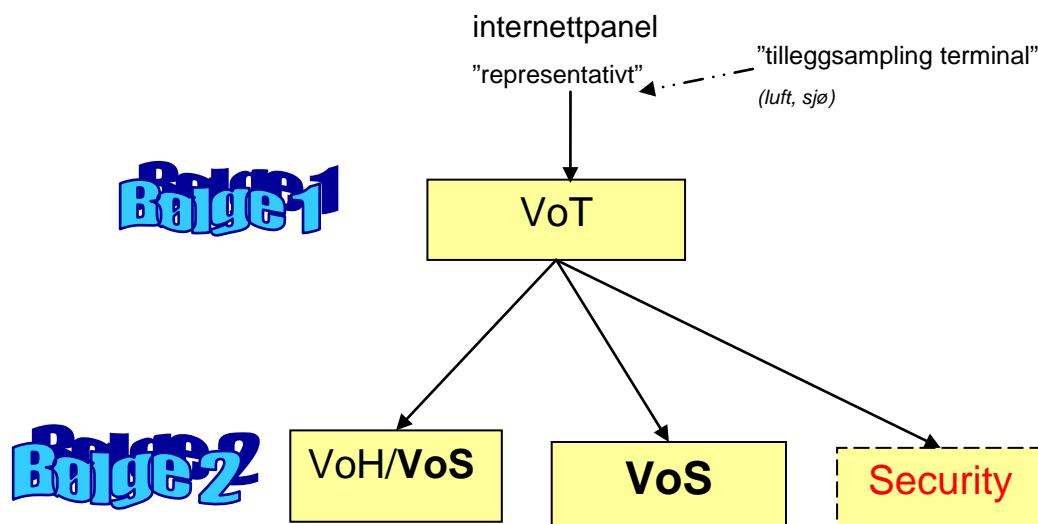 internettpanel
”representativt”
”tilleggsampling terminal”
(luft, sjø)
Bølge 1
VoT
Bølge 2
VoH/VoS
VoS
Security